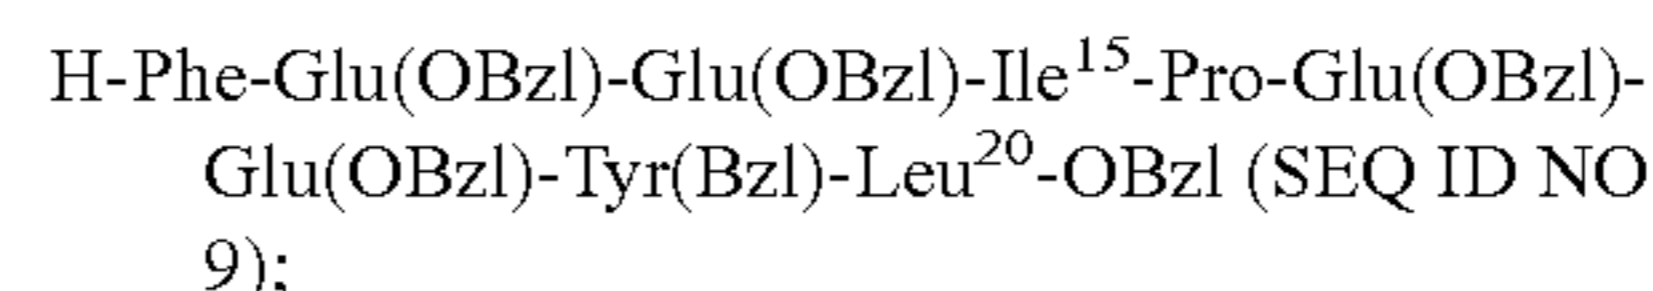 H-Phe-Glu(OBzl)-Glu(OBzl)-Ile¹⁵-Pro-Glu(OBzl)-
Glu(OBzl)-Tyr(Bzl)-Leu²⁰-OBzl (SEQ ID NO
9);